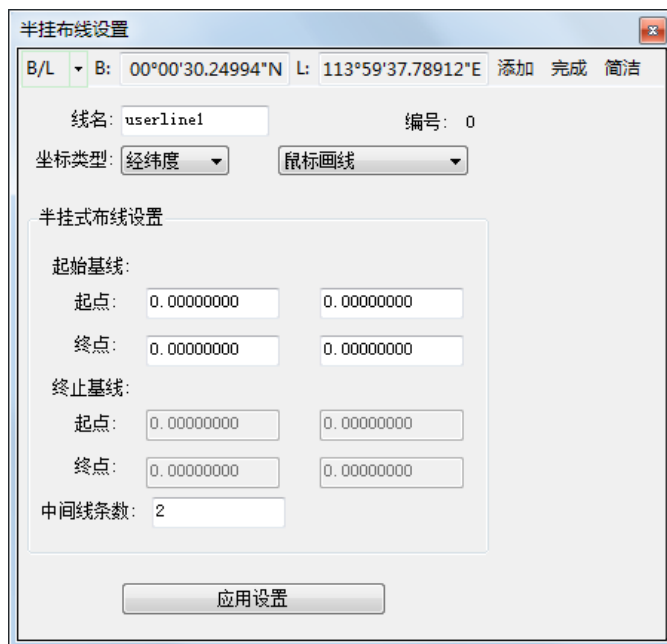 半挂布线设置
B/L B: 00°00'30.24994"N L: 113°59'37.78912"E 添加 完成 简洁
线名: userline1 编号: 0
坐标类型: 经纬度 鼠标画线
半挂式布线设置
起始基线:
起点: 0.00000000 0.00000000
终点: 0.00000000 0.00000000
终止基线:
起点: 0.00000000 0.00000000
终点: 0.00000000 0.00000000
中间线条数: 2
应用设置